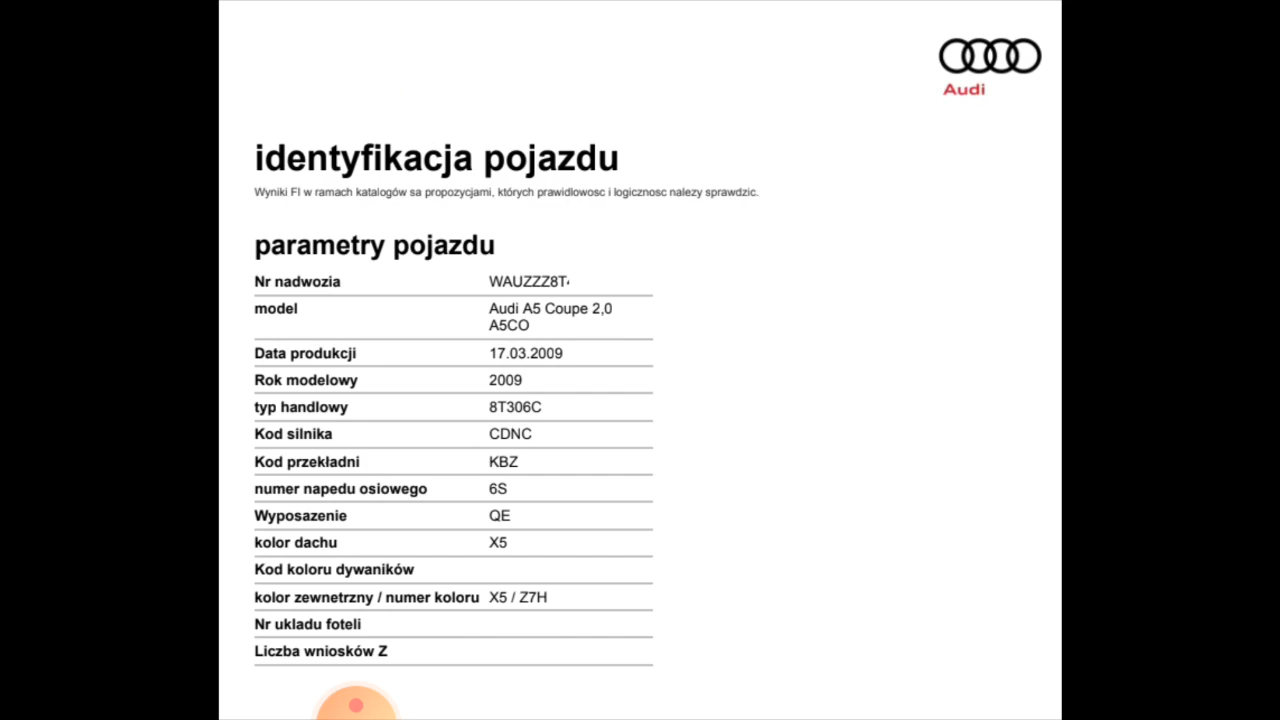 Audi
identyfikacja pojazdu
Wyniki FI w ramach katalogów sa propozycjami, których prawidlowosc i logicznosc nalezy sprawdzic.
parametry pojazdu
Nr nadwozia WAUZZZ8T
model Audi A5 Coupe 2,0
A5CO
Data produkcji 17.03.2009
Rok modelowy 2009
typ handlowy 8T306C
Kod silnika CDNC
Kod przekładni KBZ
numer napedu osiowego 6S
Wyposazenie QE
kolor dachu X5
Kod koloru dywaników
kolor zewnetrzny / numer koloru X5 / Z7H
Nr ukladu foteli
Liczba wniosków Z